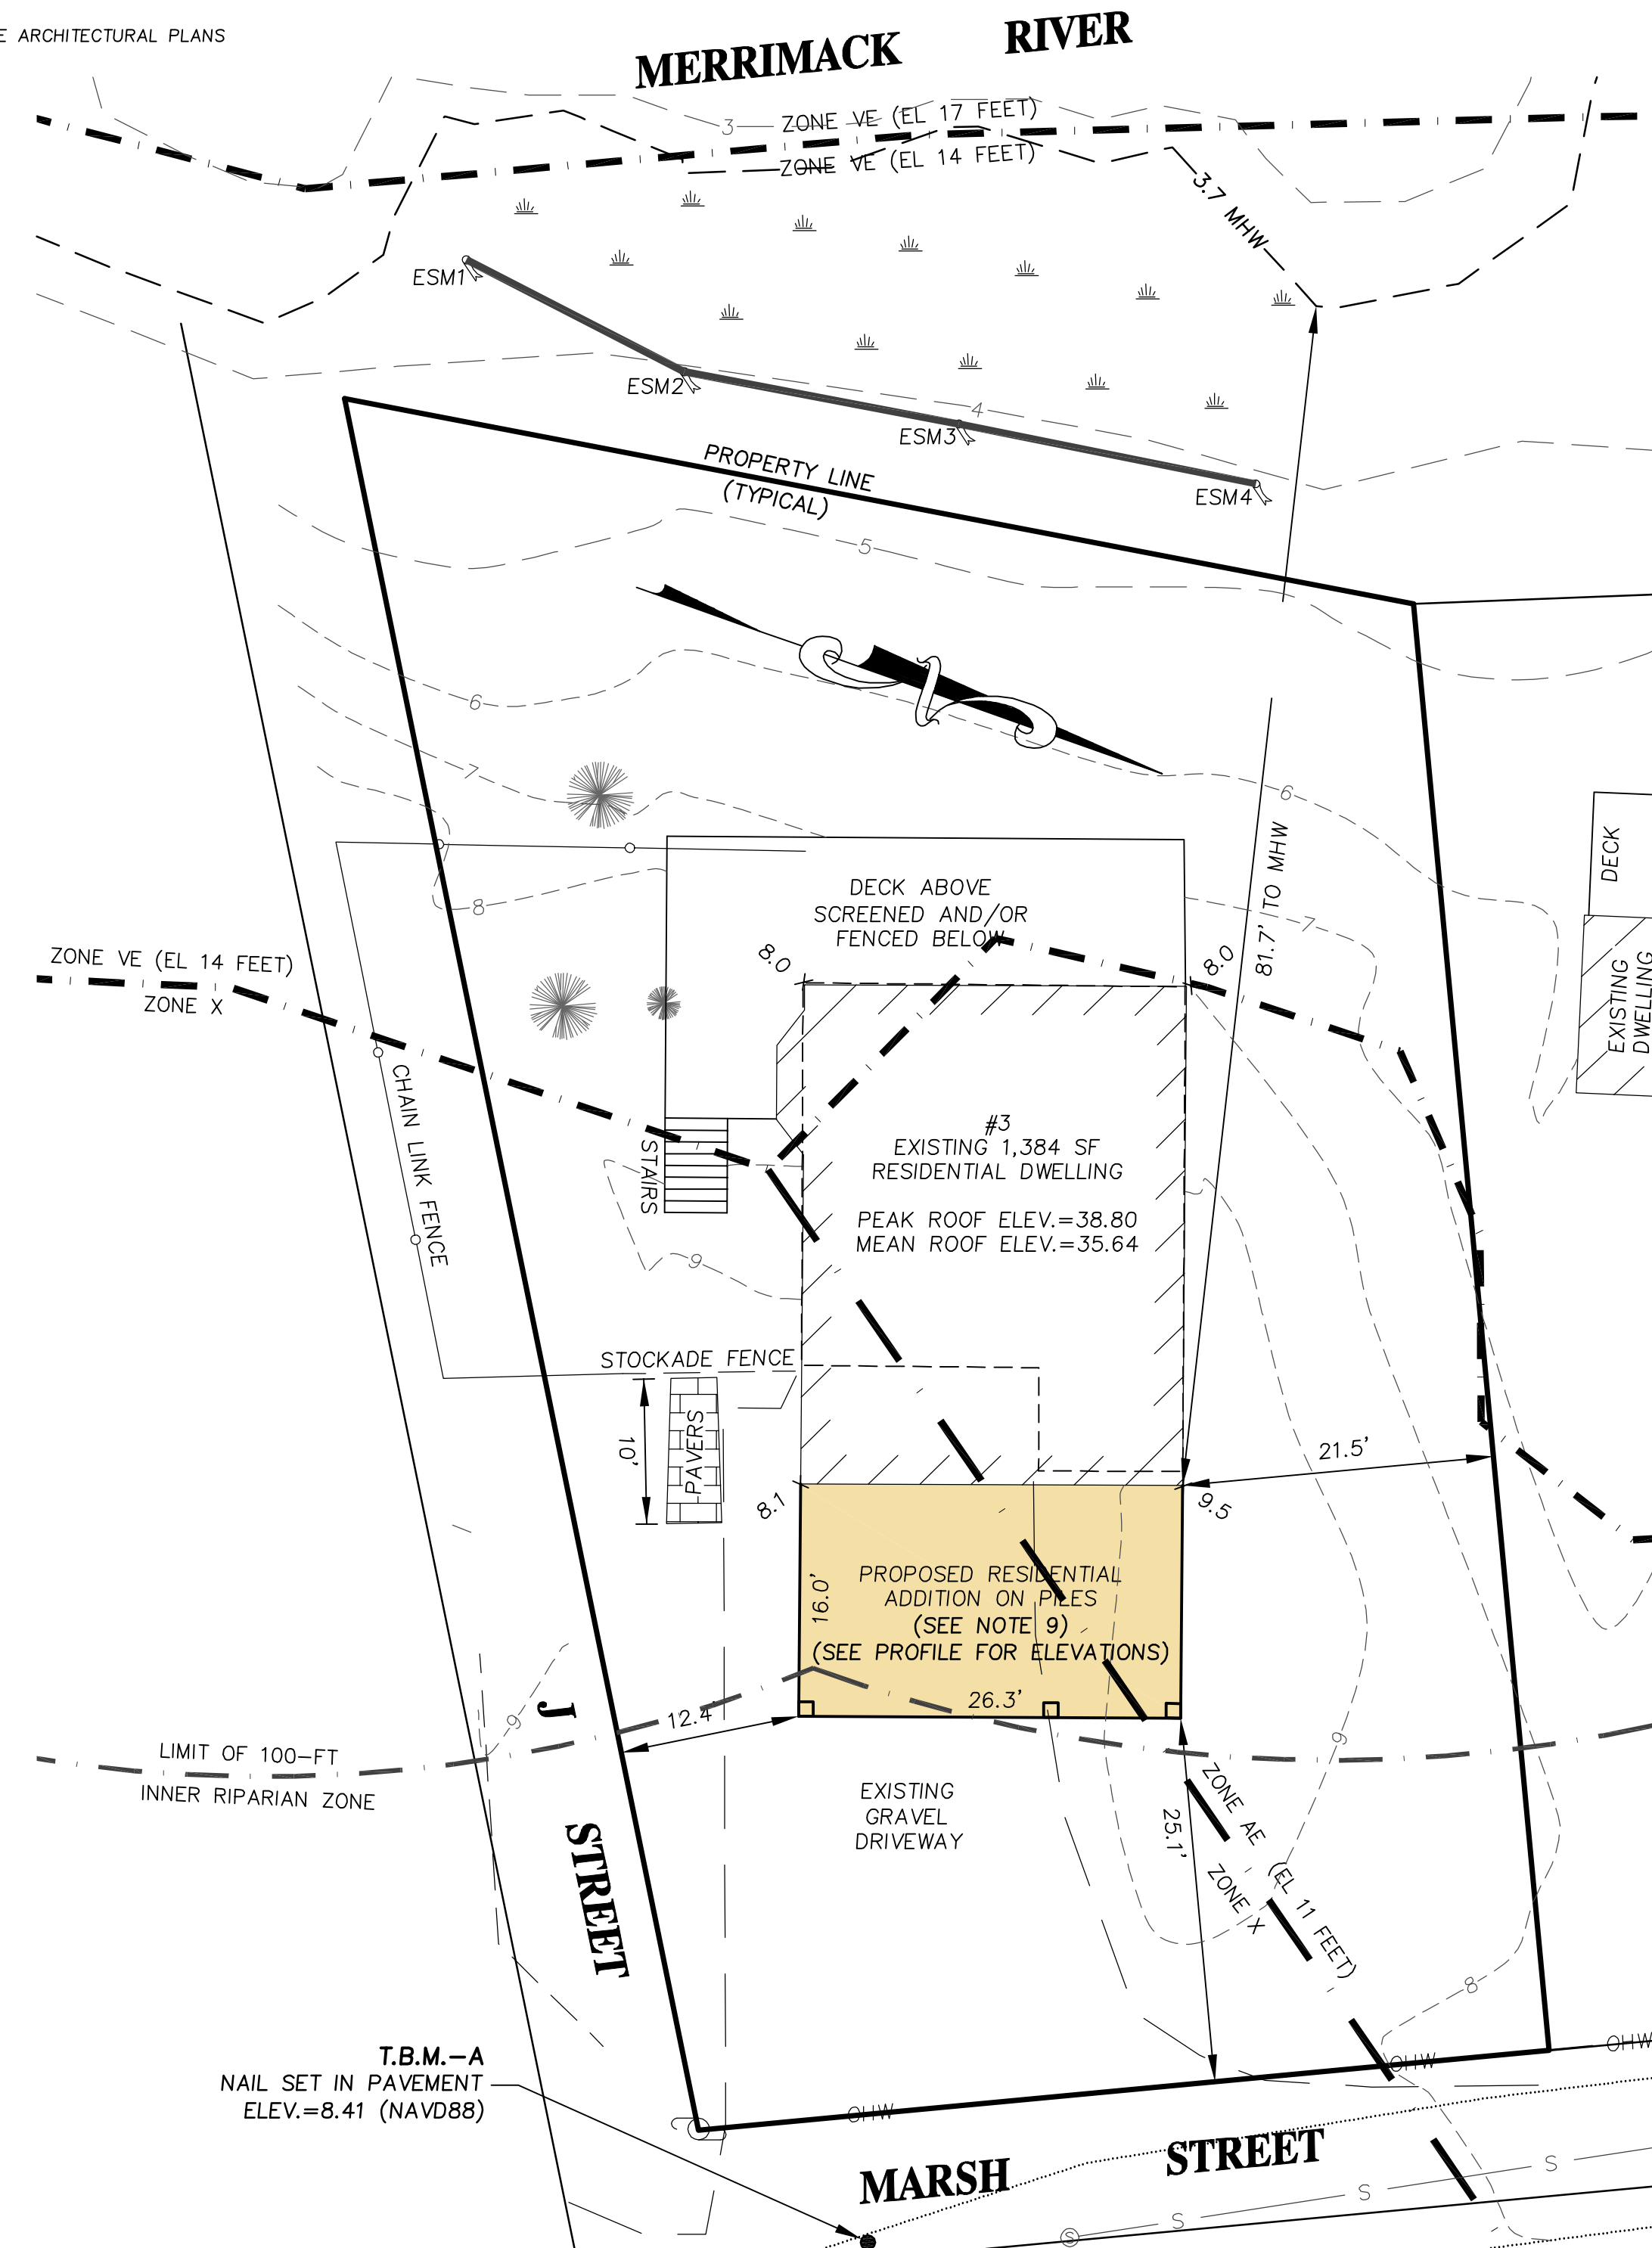 E ARCHITECTURAL PLANS
MERRIMACK RIVER
3
ZONE VE (EL 17 FEET)
ZONE VE (EL 14 FEET)
3.7 MHW
ESM1
ESM2
ESM3
4
ESM4
PROPERTY LINE
(TYPICAL)
5
6
7
6
8
7
DECK ABOVE
SCREENED AND/OR
FENCED BELOW
8.0
8.0
81.7' TO MHW
DECK
EXISTING
DWELLING
ZONE VE (EL 14 FEET)
ZONE X
CHAIN LINK FENCE
STAIRS
#3
EXISTING 1,384 SF
RESIDENTIAL DWELLING
PEAK ROOF ELEV.=38.80
MEAN ROOF ELEV.=35.64
9
STOCKADE FENCE
10'
PAVERS
8.1
9.5
21.5'
16.0'
PROPOSED RESIDENTIAL
ADDITION ON PILES
(SEE NOTE 9)
(SEE PROFILE FOR ELEVATIONS)
26.3'
12.4'
9
9
LIMIT OF 100-FT
INNER RIPARIAN ZONE
J STREET
EXISTING
GRAVEL
DRIVEWAY
25.1'
ZONE AE (EL 11 FEET)
ZONE X
8
T.B.M.-A
NAIL SET IN PAVEMENT
ELEV.=8.41 (NAVD88)
OHW
OHW
OHW
MARSH STREET
S
S
S
S